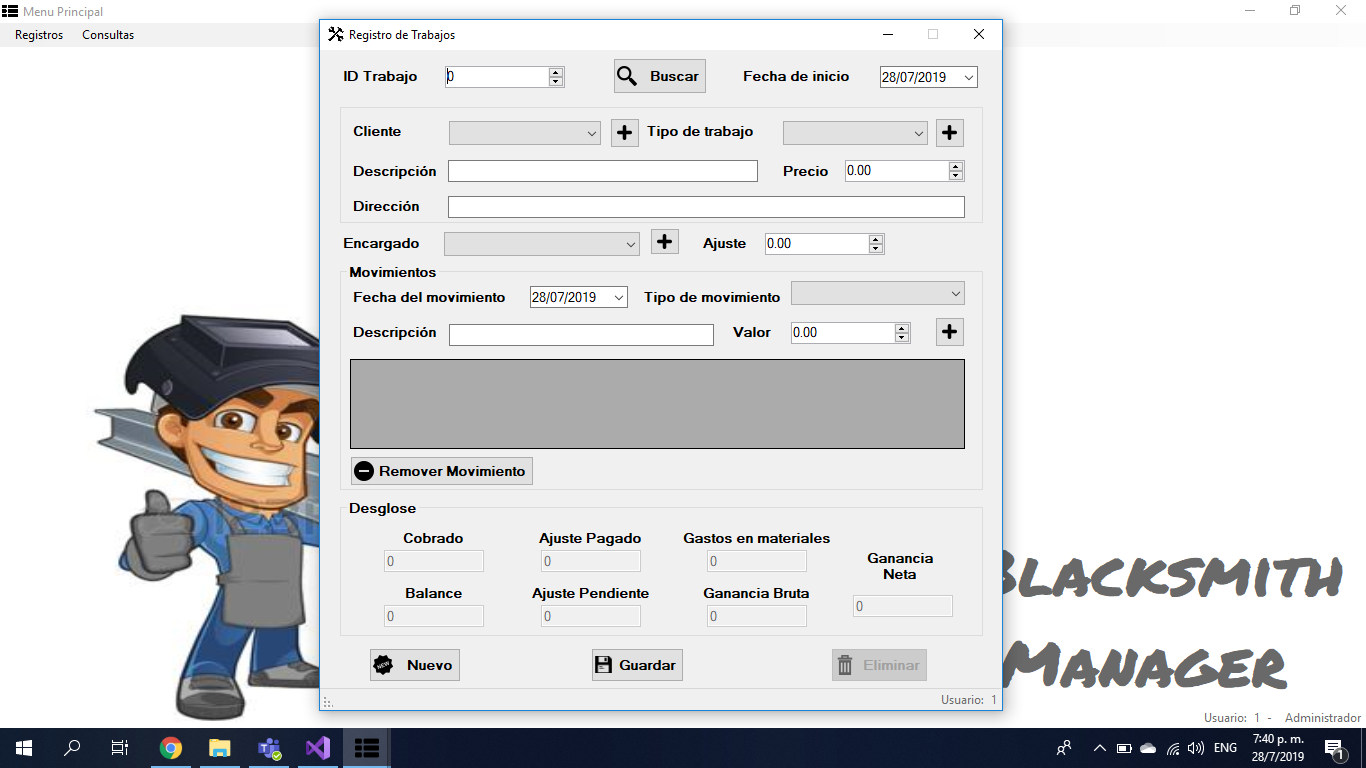 Menu Principal
Registros Consultas
Registro de Trabajos
ID Trabajo 0 Buscar Fecha de inicio 28/07/2019
Cliente Tipo de trabajo
Descripción Precio 0.00
Dirección
Encargado Ajuste 0.00
Movimientos
Fecha del movimiento 28/07/2019 Tipo de movimiento
Descripción Valor 0.00
Remover Movimiento
Desglose
Cobrado Ajuste Pagado Gastos en materiales
0 0 0
Ganancia
Neta
0
Balance Ajuste Pendiente Ganancia Bruta
0 0 0
NEW Nuevo Guardar Eliminar
Usuario: 1
Blacksmith
Manager
Usuario: 1 - Administrador
ENG 7:40 p. m.
28/7/2019
1